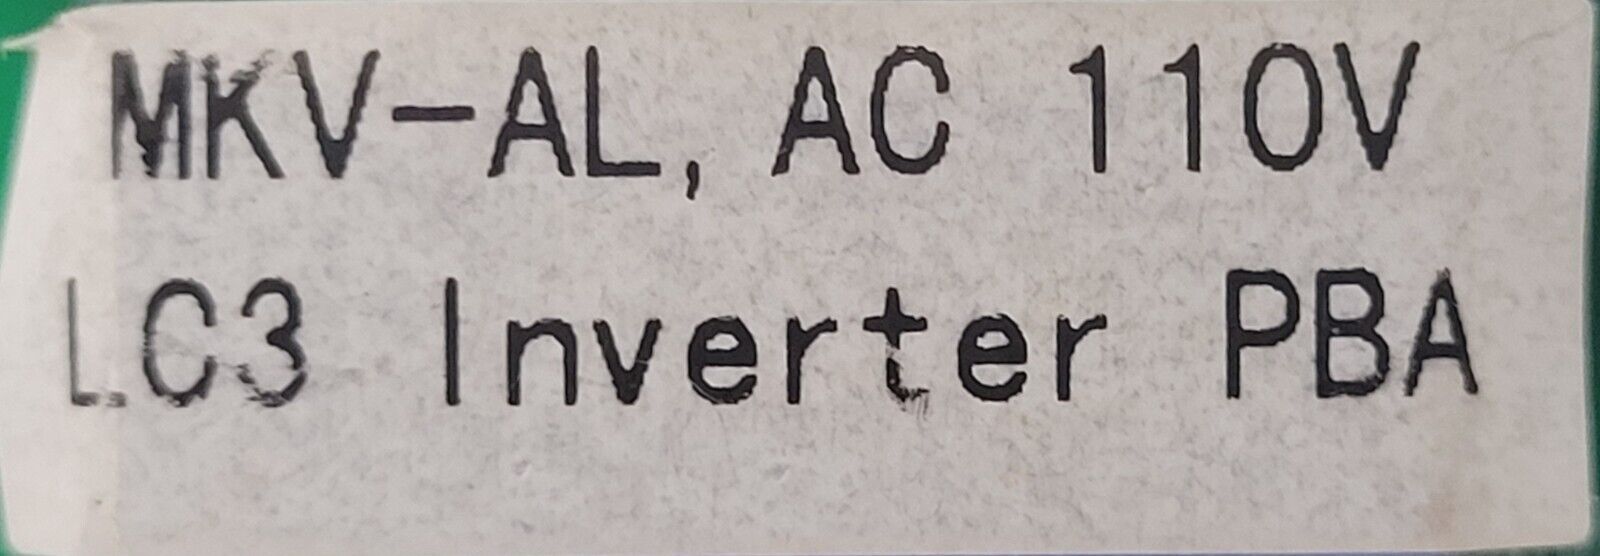 MKV-AL, AC 110V
LC3 Inverter PBA